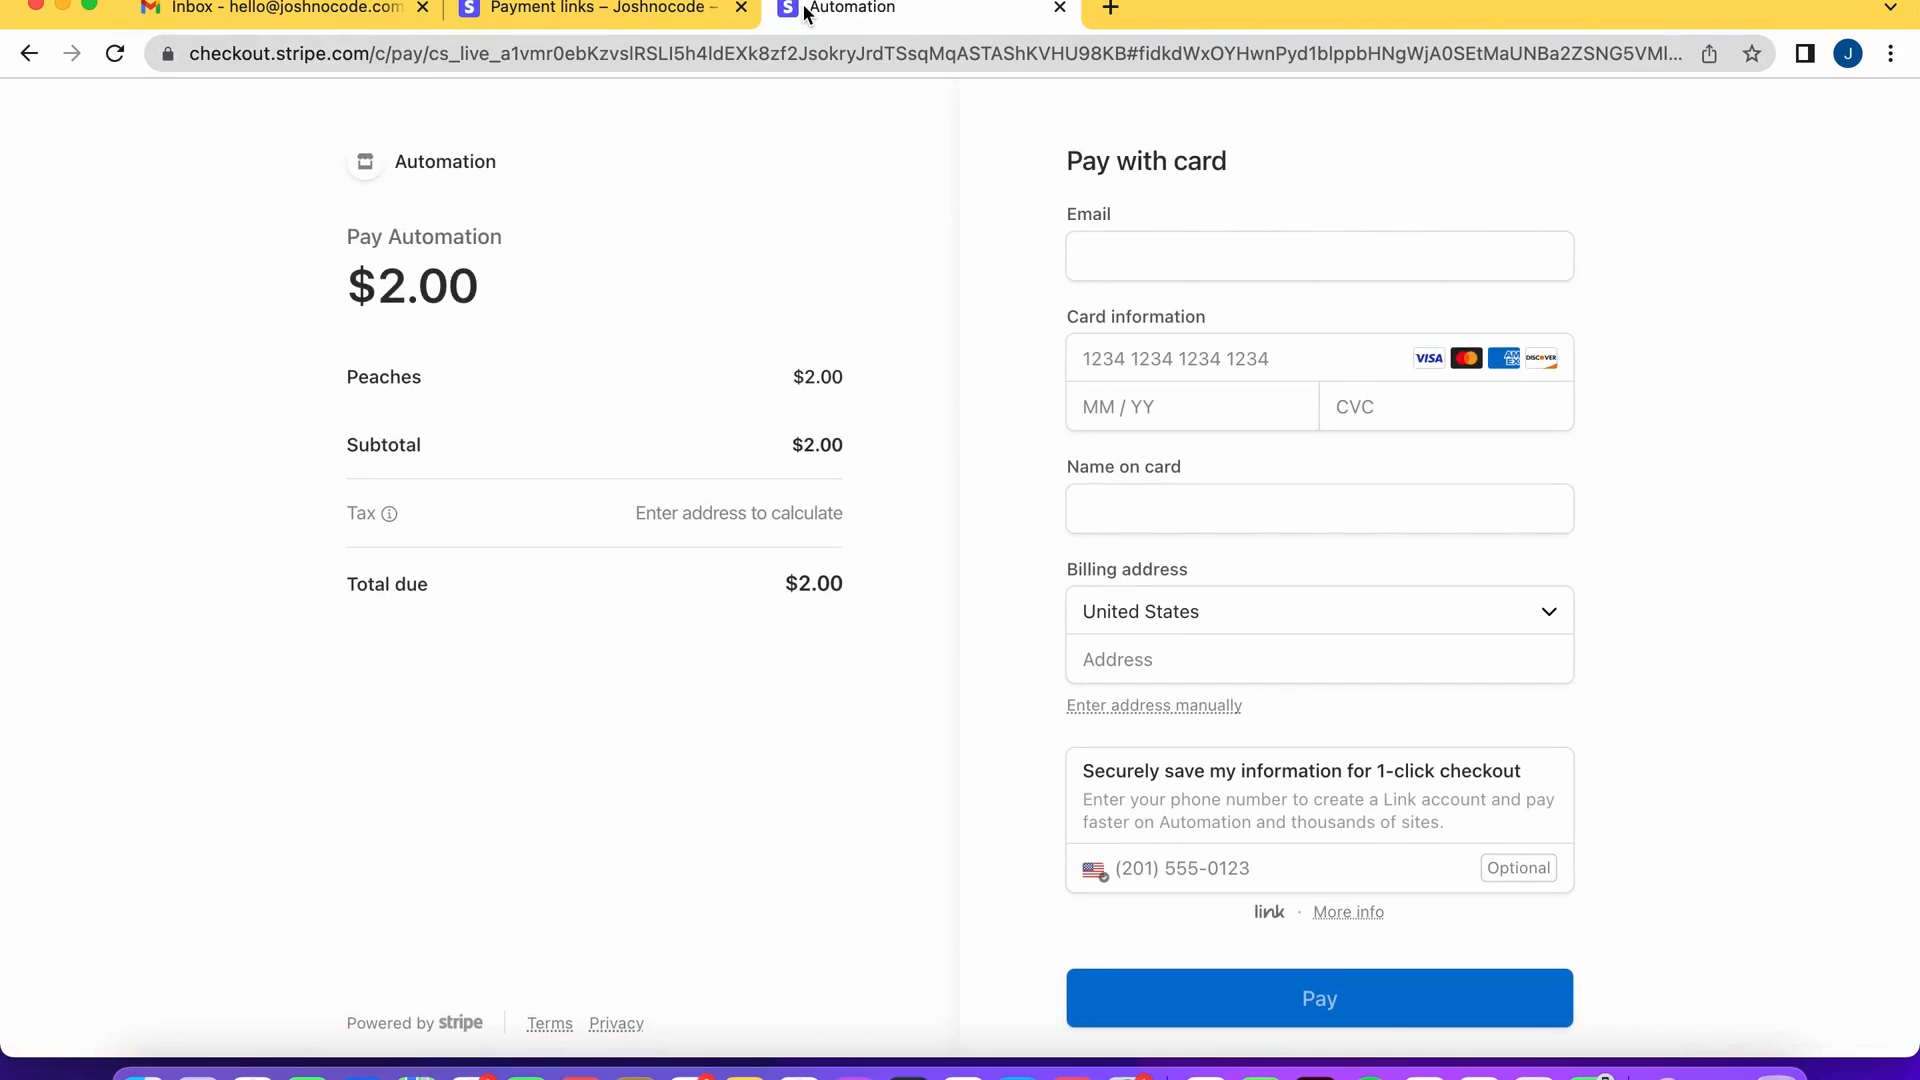 Inbox - hello@joshnocode.com
Payment links – Joshnocode –
Automation
checkout.stripe.com/c/pay/cs_live_a1vmr0ebKzvslRSLI5h4ldEXk8zf2JsokryJrdTSsqMqASTAShKVHU98KB#fidkdWxOYHwnPyd1blppbHNgWjA0SEtMaUNBa2ZSNG5VMl...
J
Automation
Pay Automation
$2.00
Peaches $2.00
Subtotal $2.00
Tax Enter address to calculate
Total due $2.00
Powered by stripe
Terms Privacy
Pay with card
Email
Card information
1234 1234 1234 1234 VISA AM EX DISCOVER
MM / YY CVC
Name on card
Billing address
United States
Address
Enter address manually
Securely save my information for 1-click checkout
Enter your phone number to create a Link account and pay
faster on Automation and thousands of sites.
(201) 555-0123 Optional
link · More info
Pay